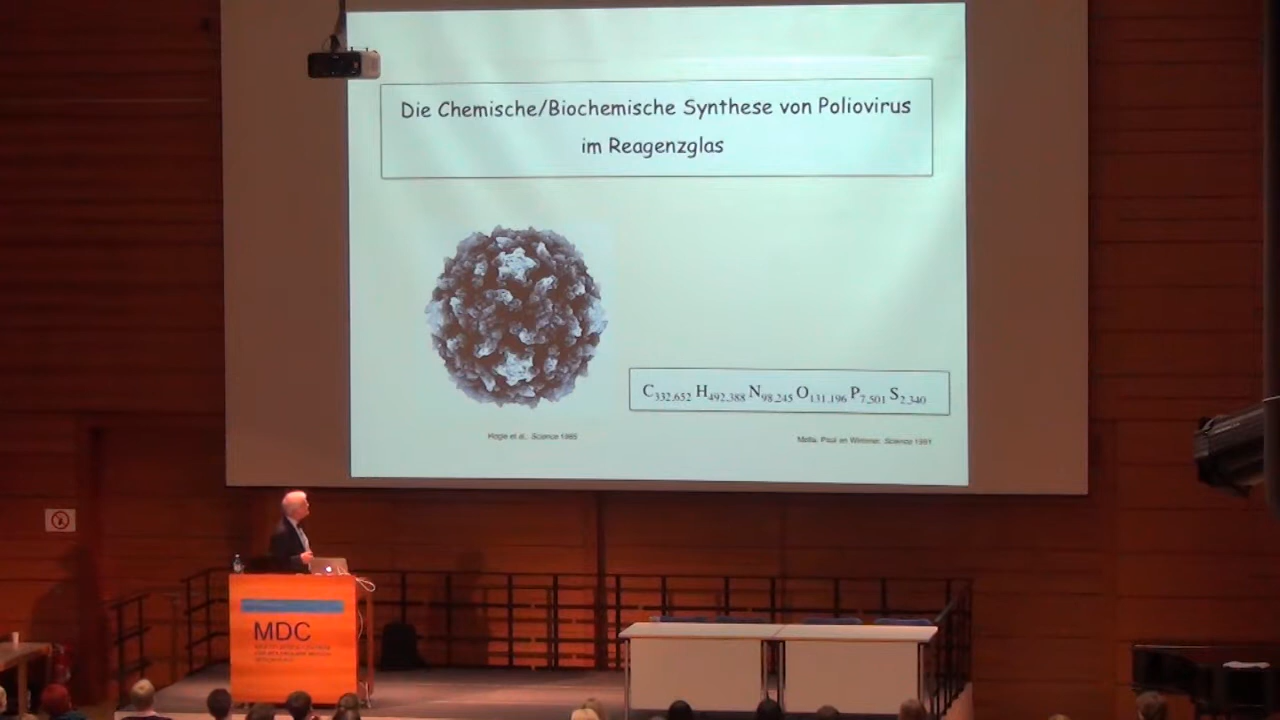 Die Chemische/Biochemische Synthese von Poliovirus
im Reagenzglas
C332,652 H492,388 N98,245 O131,196 P7,501 S2,340
Hogle et al., Science 1985
Molla, Paul en Wimmer, Science 1991
MDC